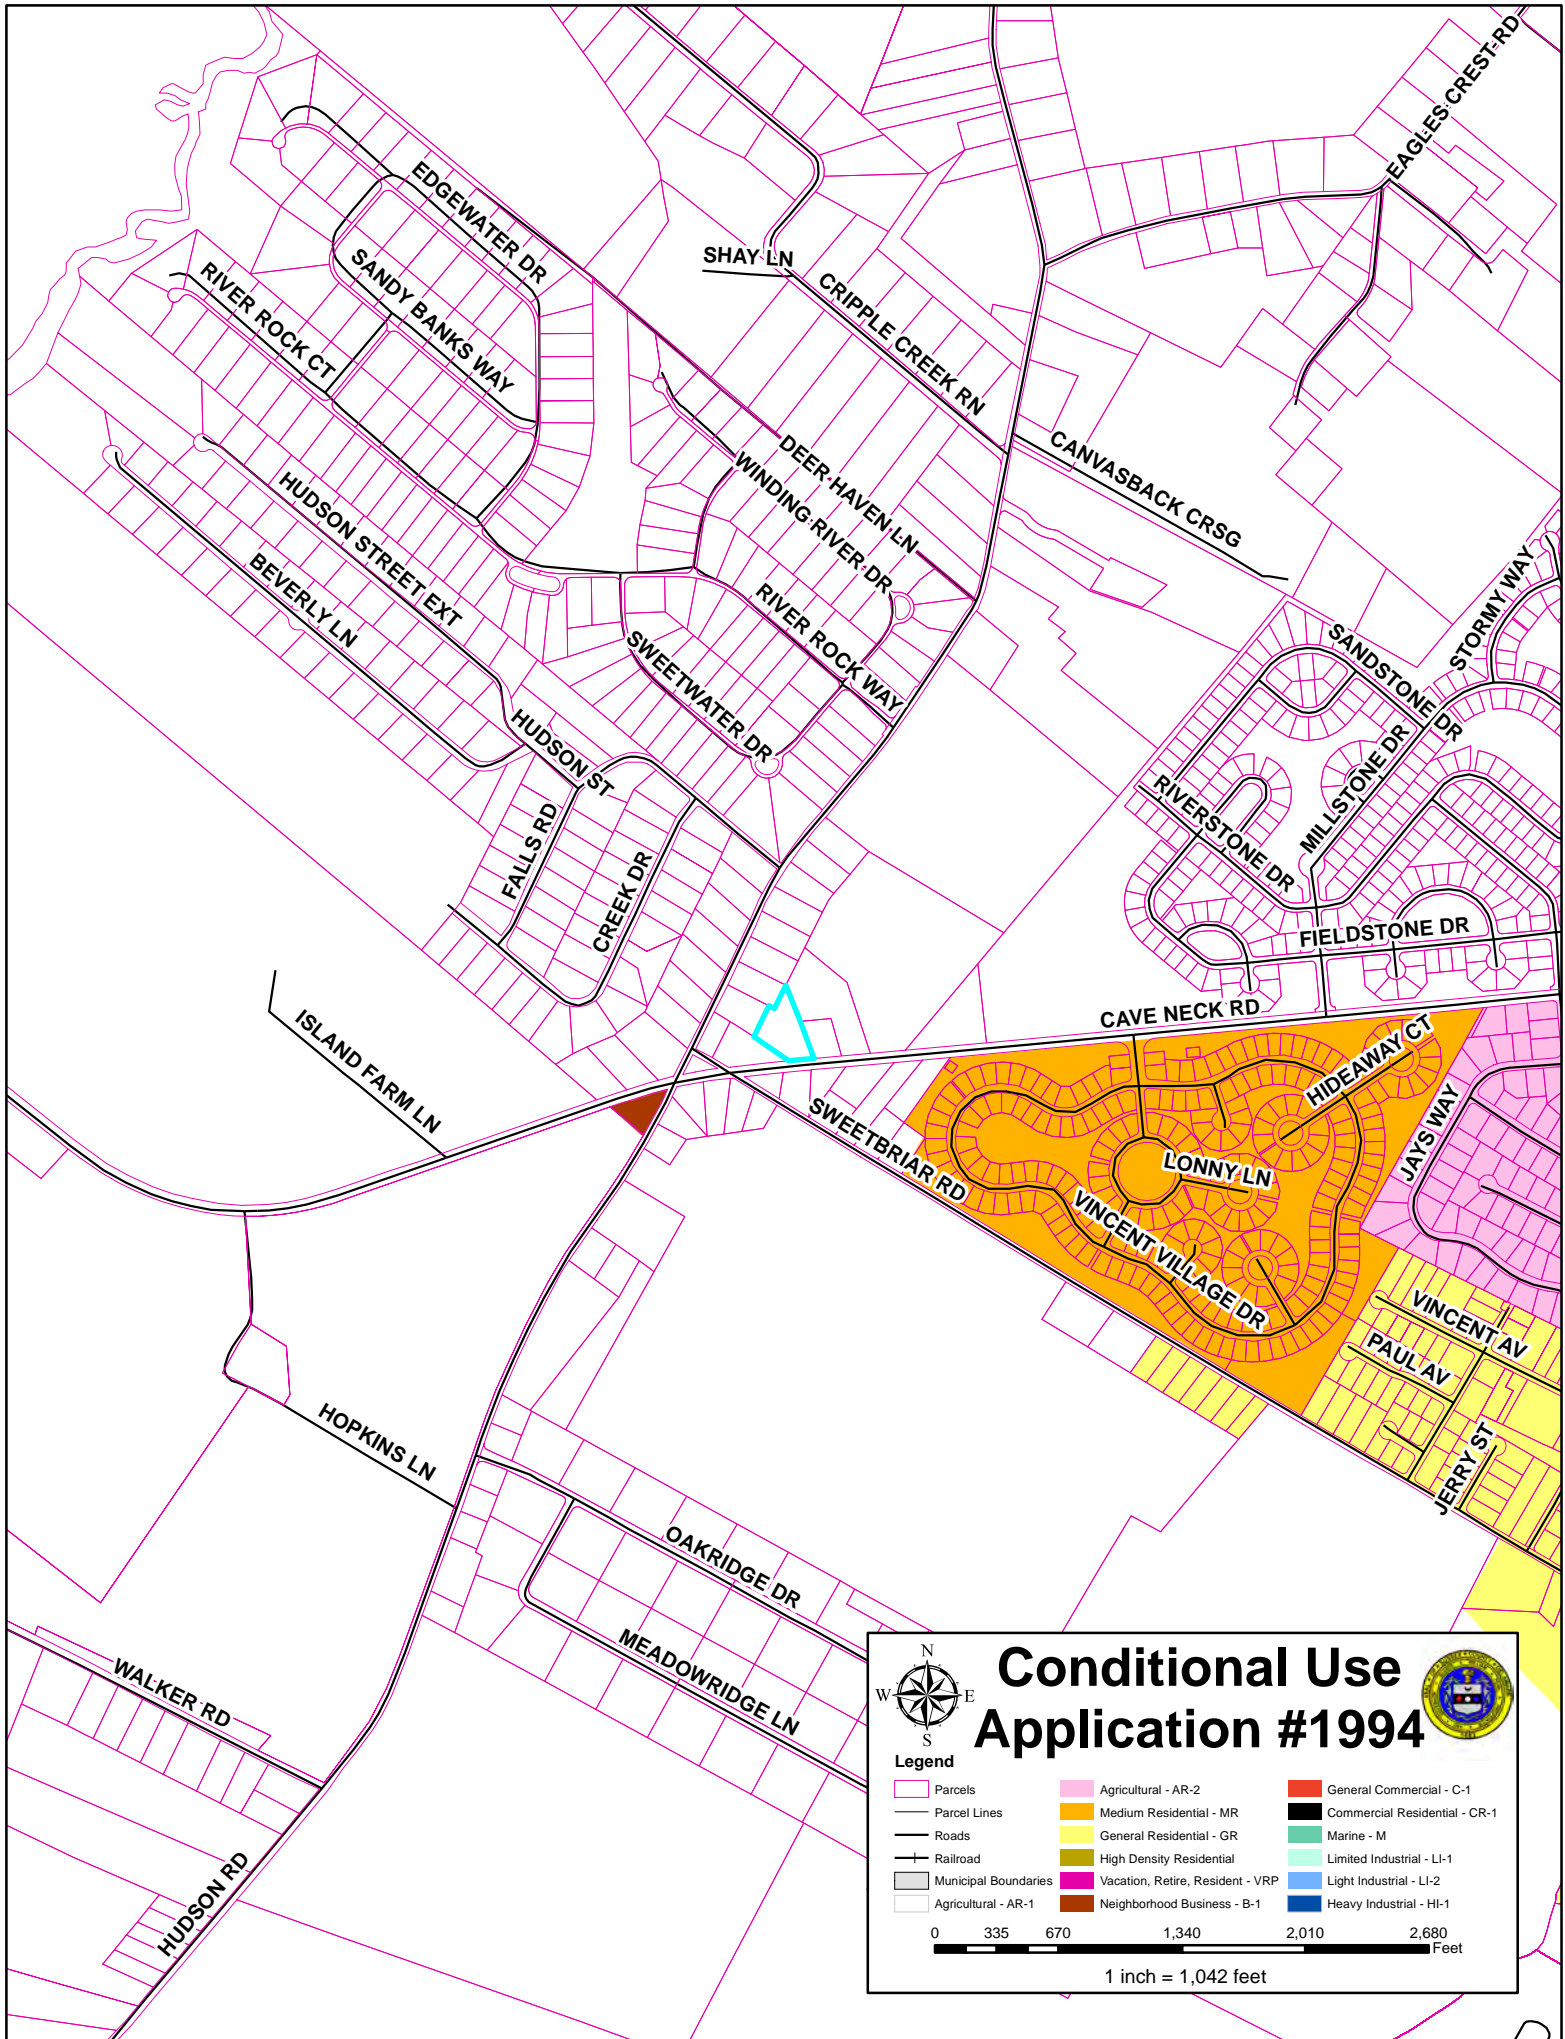 EAGLES CREST RD
EDGEWATER DR
SHAY LN
SANDY BANKS WAY
RIVER ROCK CT
CRIPPLE CREEK RN
DEER HAVEN LN
WINDING RIVER DR
CANVASBACK CRSG
HUDSON STREET EXT
BEVERLY LN
STORMY WAY
RIVER ROCK WAY
SWEETWATER DR
SANDSTONE DR
MILLSTONE DR
RIVERSTONE DR
HUDSON ST
FALLS RD
CREEK DR
FIELDSTONE DR
CAVE NECK RD
ISLAND FARM LN
HIDEAWAY CT
JAYS WAY
SWEETBRIAR RD
LONNY LN
VINCENT VILLAGE DR
VINCENT AV
PAUL AV
JERRY ST
HOPKINS LN
OAKRIDGE DR
MEADOWRIDGE LN
WALKER RD
HUDSON RD
N
W E
S
Conditional Use
Application #1994
Legend
Parcels
Parcel Lines
Roads
Railroad
Municipal Boundaries
Agricultural - AR-1
Agricultural - AR-2
Medium Residential - MR
General Residential - GR
High Density Residential
Vacation, Retire, Resident - VRP
Neighborhood Business - B-1
General Commercial - C-1
Commercial Residential - CR-1
Marine - M
Limited Industrial - LI-1
Light Industrial - LI-2
Heavy Industrial - HI-1
0 335 670 1,340 2,010 2,680
Feet
1 inch = 1,042 feet